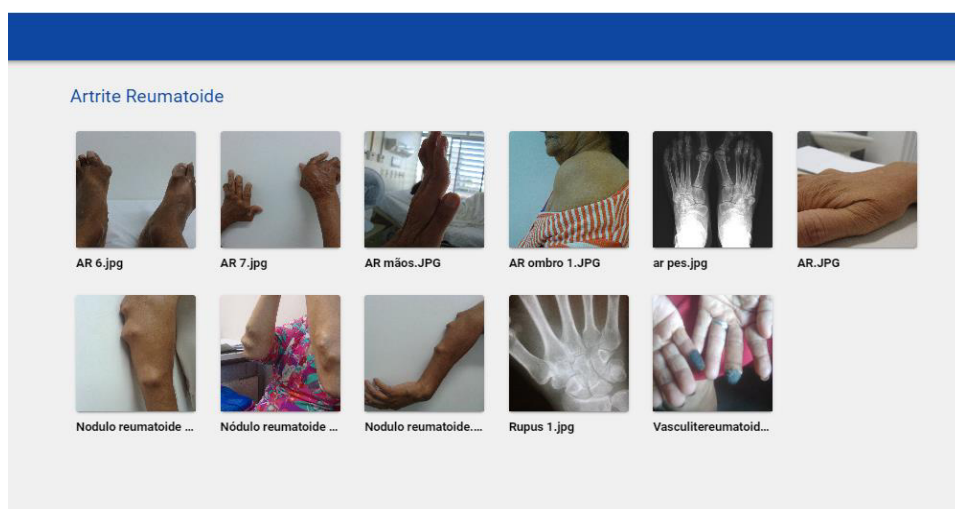 Artrite Reumatoide
AR 6.jpg
AR 7.jpg
AR mãos.JPG
AR ombro 1.JPG
ar pes.jpg
AR.JPG
Nodulo reumatoide ...
Nódulo reumatoide ...
Nodulo reumatoide....
Rupus 1.jpg
Vasculitereumatoid...